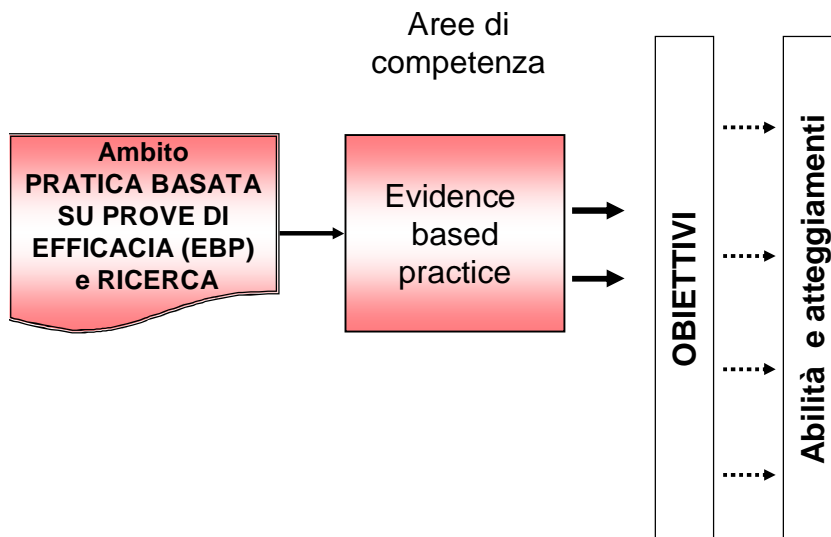 Aree di
competenza
Ambito
PRATICA BASATA
SU PROVE DI
EFFICACIA (EBP)
e RICERCA
Evidence
based
practice
OBIETTIVI
Abilità e atteggiamenti